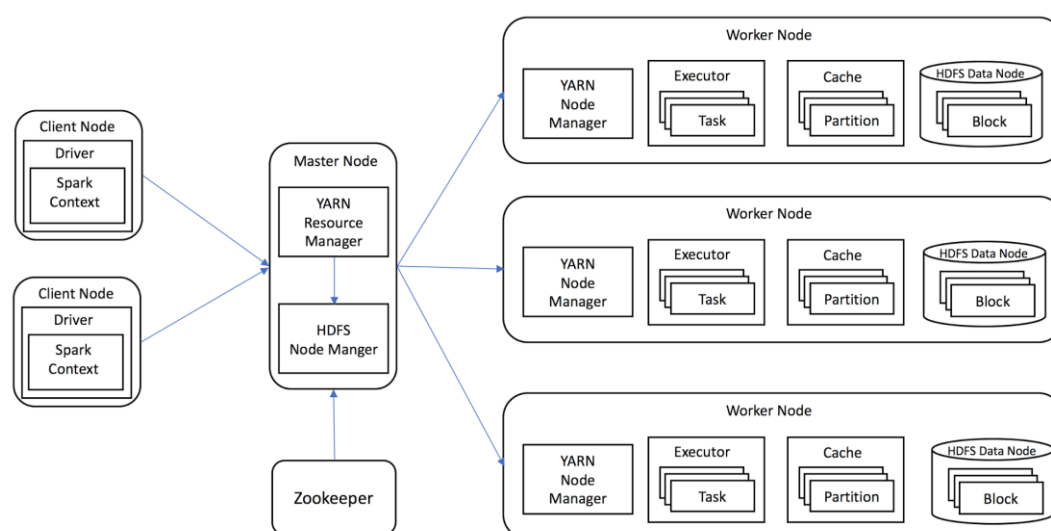 Client Node
Driver
Spark
Context
Client Node
Driver
Spark
Context
Master Node
YARN
Resource
Manager
HDFS
Node Manger
Zookeeper
Worker Node
YARN
Node
Manager
Executor
Task
Cache
Partition
HDFS Data Node
Block
Worker Node
YARN
Node
Manager
Executor
Task
Cache
Partition
HDFS Data Node
Block
Worker Node
YARN
Node
Manager
Executor
Task
Cache
Partition
HDFS Data Node
Block